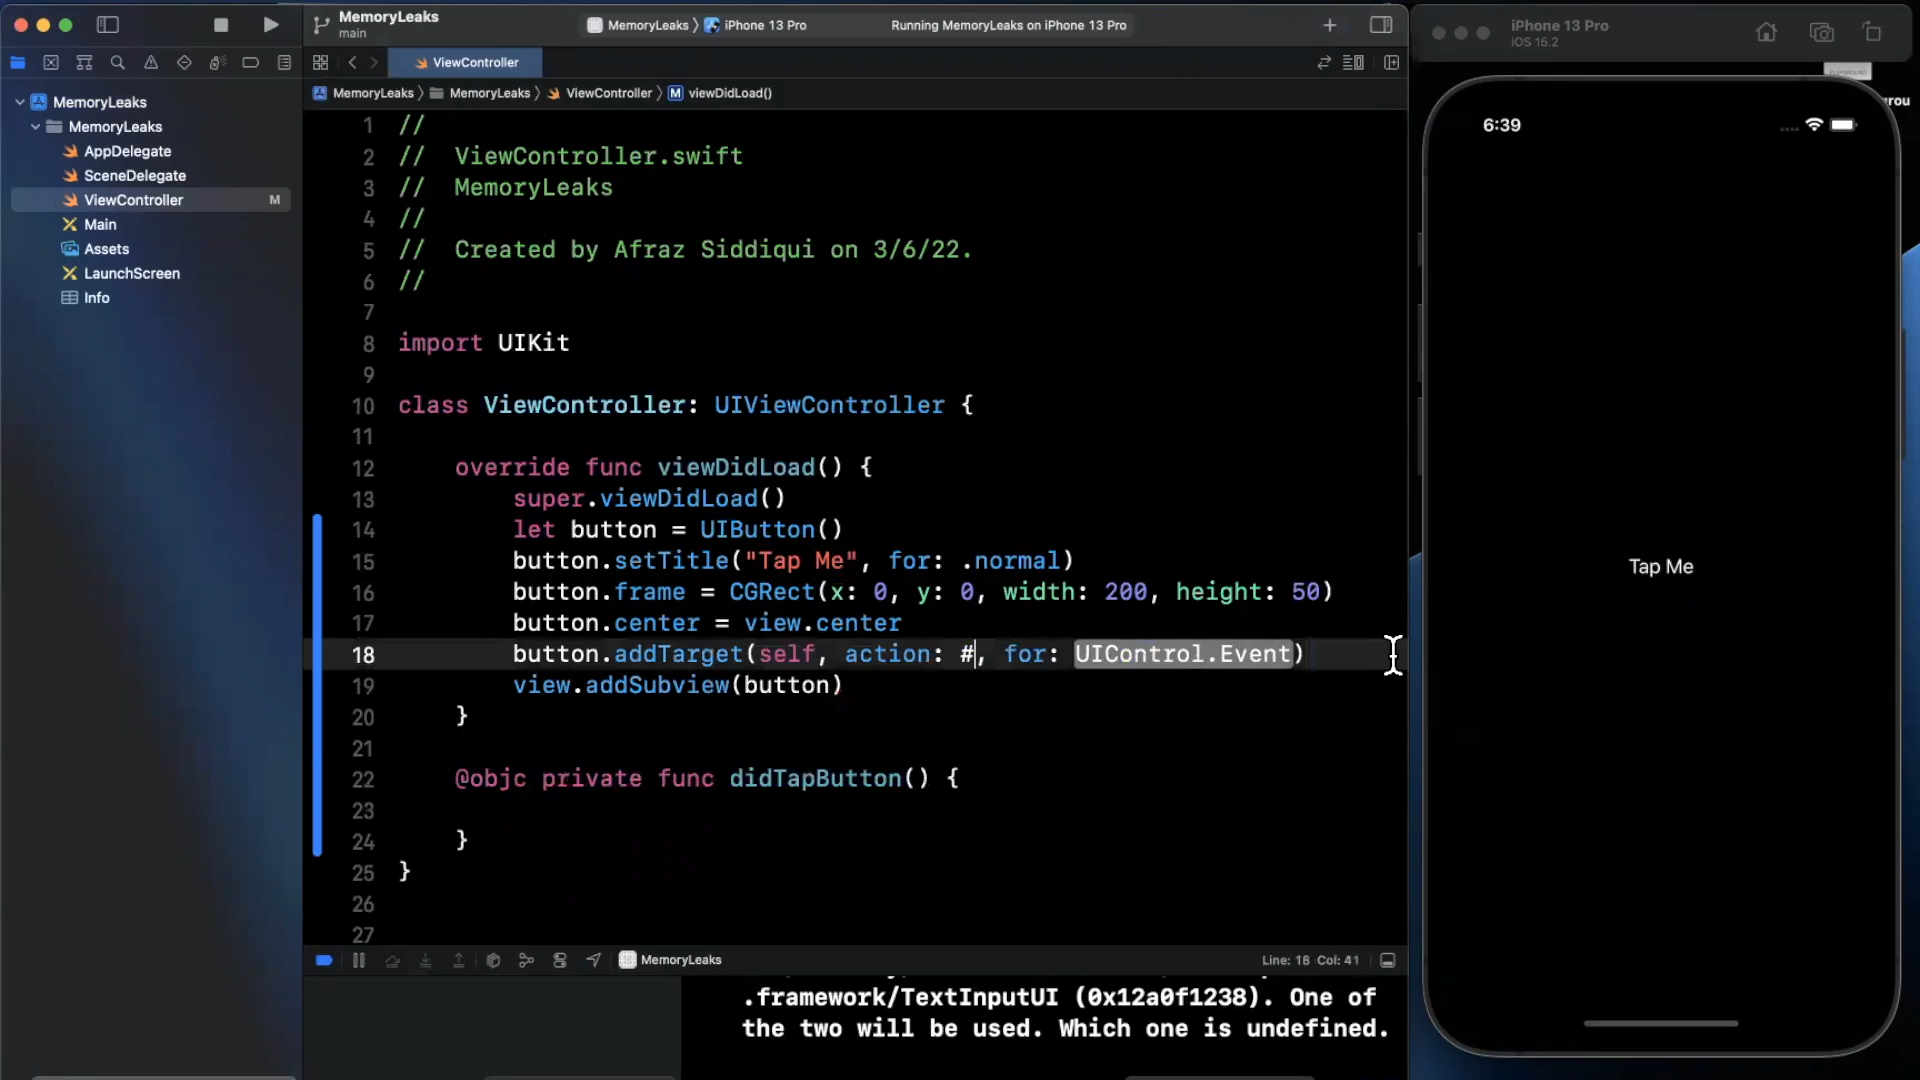 MemoryLeaks
main
MemoryLeaks
iPhone 13 Pro
Running MemoryLeaks on iPhone 13 Pro
iPhone 13 Pro
iOS 15.2
ViewController
MemoryLeaks
MemoryLeaks
ViewController
viewDidLoad()
MemoryLeaks
MemoryLeaks
AppDelegate
SceneDelegate
ViewController M
Main
Assets
LaunchScreen
Info
1 //
2 // ViewController.swift
3 // MemoryLeaks
4 //
5 // Created by Afraz Siddiqui on 3/6/22.
6 //
7
8 import UIKit
9
10 class ViewController: UIViewController {
11
12 override func viewDidLoad() {
13 super.viewDidLoad()
14 let button = UIButton()
15 button.setTitle("Tap Me", for: .normal)
16 button.frame = CGRect(x: 0, y: 0, width: 200, height: 50)
17 button.center = view.center
18 button.addTarget(self, action: #, for: UIControl.Event)
19 view.addSubview(button)
20 }
21
22 @objc private func didTapButton() {
23
24 }
25 }
26
27
MemoryLeaks
Line: 18 Col: 41
.framework/TextInputUI (0x12a0f1238). One of
the two will be used. Which one is undefined.
6:39
Tap Me